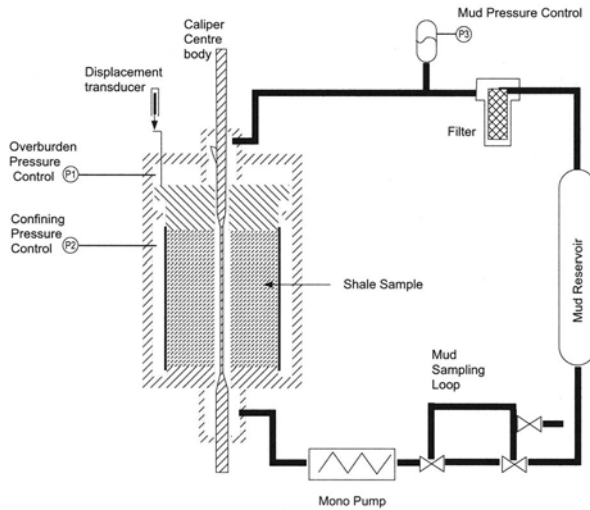 Caliper
Centre
body
Mud Pressure Control
P3
Displacement
transducer
Filter
Overburden
Pressure
Control
P1
Confining
Pressure
Control
P2
Shale Sample
Mud Reservoir
Mud
Sampling
Loop
Mono Pump